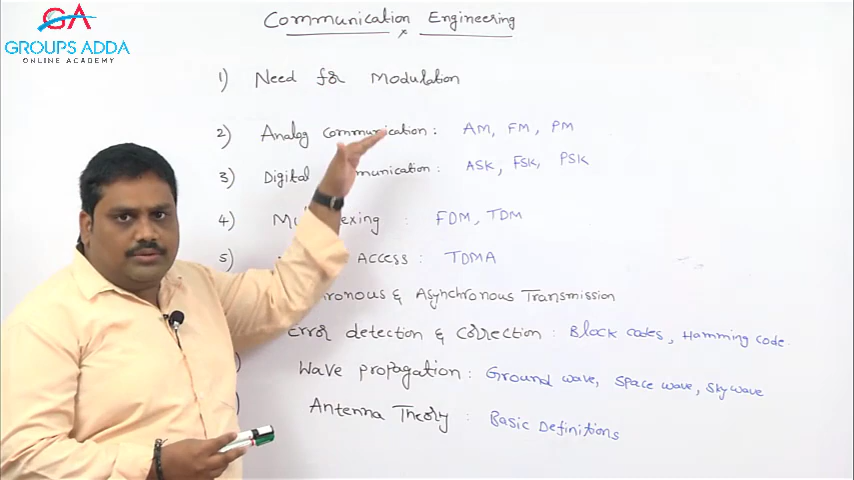 GA
GROUPS ADDA
ONLINE ACADEMY
Communication Engineering
1) Need for Modulation
2) Analog Communication : AM, FM, PM
3) Digital : ASK, FSK, PSK
4) : FDM, TDM
5) Access : TDMA
& Asynchronous Transmission
Error detection & Correction : Block codes, Hamming code.
Wave propagation : Ground wave, Space wave, Sky wave
Antenna Theory : Basic Definitions